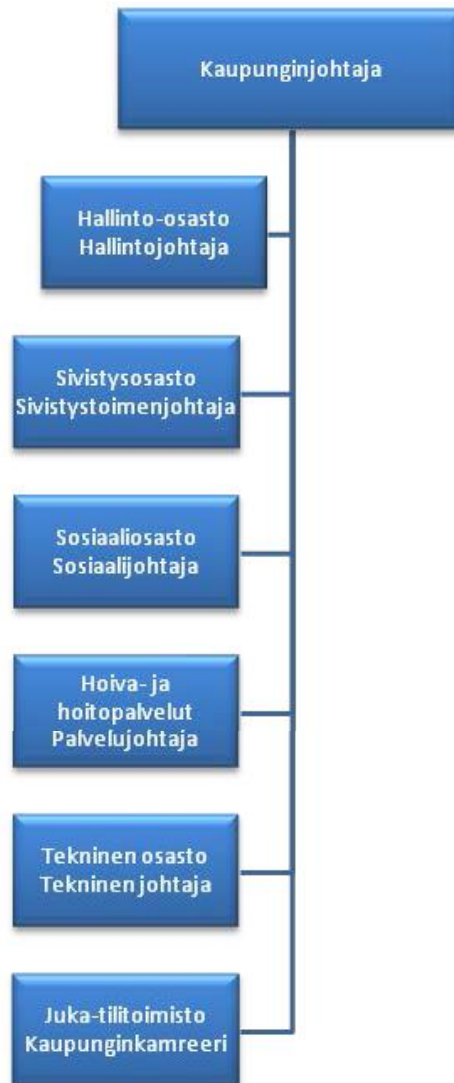 Kaupunginjohtaja
Hallinto-osasto
Hallintojohtaja
Sivistysosasto
Sivistystoimenjohtaja
Sosiaaliosasto
Sosiaalijohtaja
Hoiva- ja
hoitopalvelut
Palvelujohtaja
Tekninen osasto
Tekninen johtaja
Juka-tilitoimisto
Kaupunginkamreeri